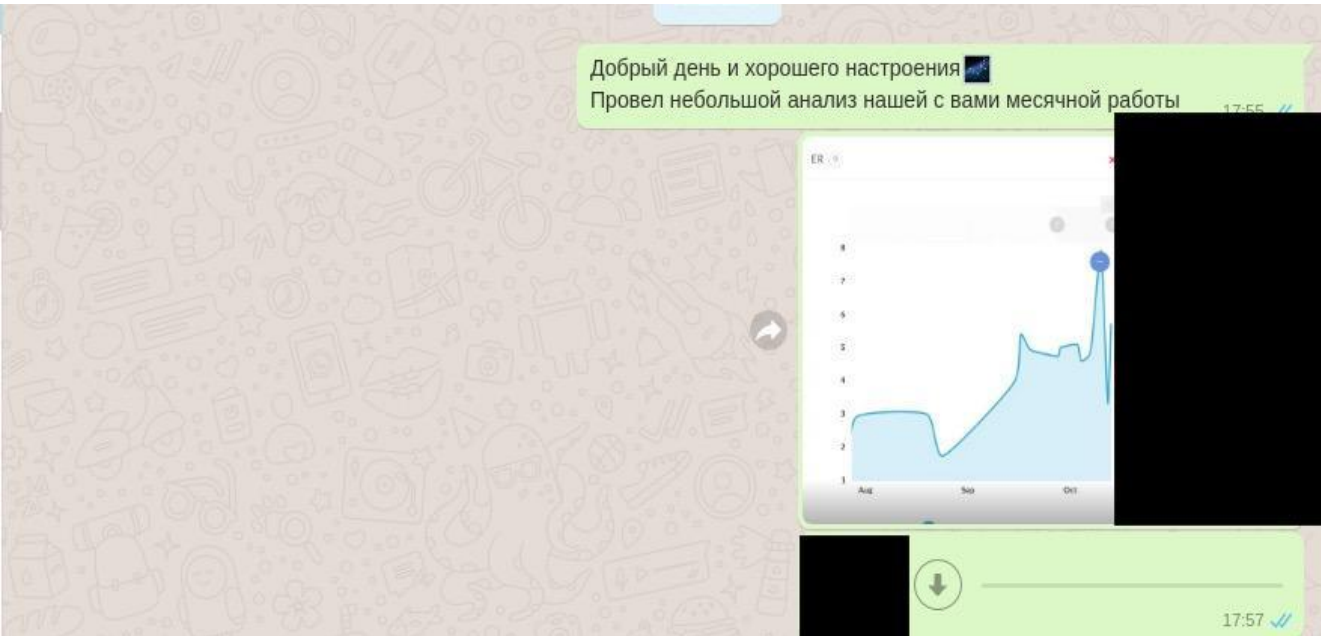 Добрый день и хорошего настроения
Провел небольшой анализ нашей с вами месячной работы
17:55
ER
8
7
6
5
4
3
2
1
Aug
Sep
Oct
17:57